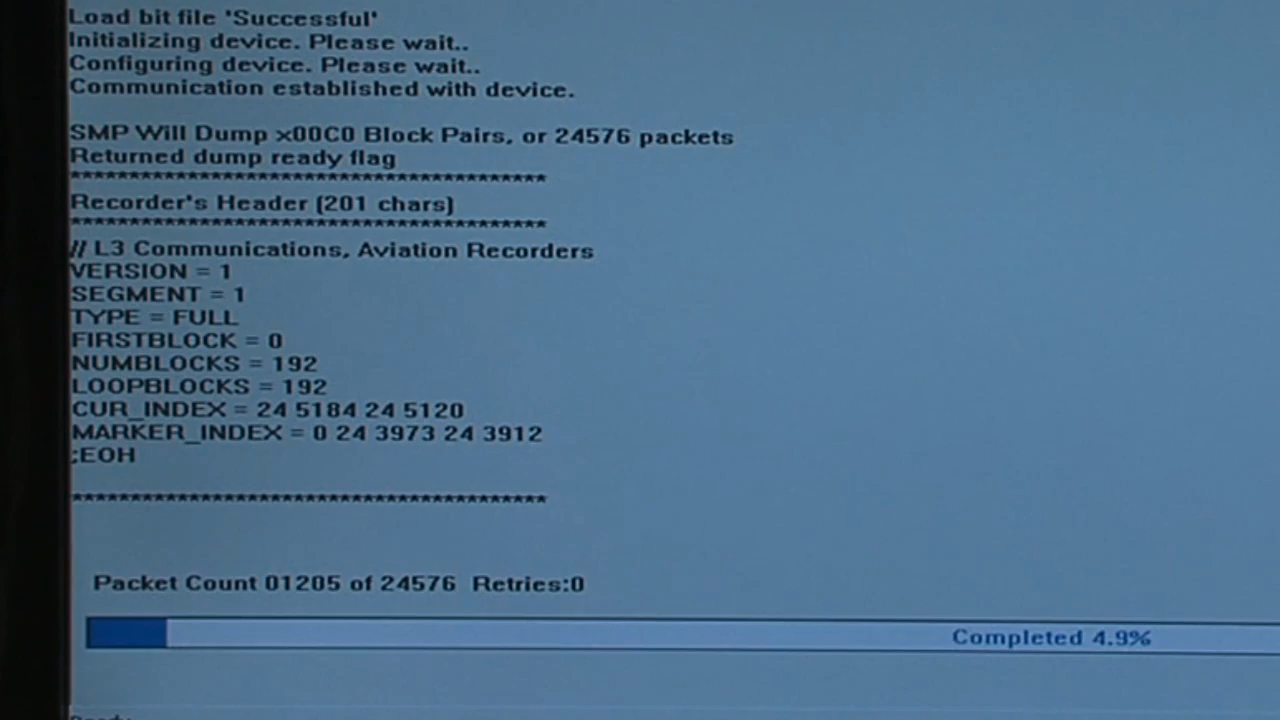 Load bit file 'Successful'
Initializing device. Please wait..
Configuring device. Please wait..
Communication established with device.
SMP Will Dump x00C0 Block Pairs, or 24576 packets
Returned dump ready flag
****************************************
Recorder's Header (201 chars)
****************************************
// L3 Communications, Aviation Recorders
VERSION = 1
SEGMENT = 1
TYPE = FULL
FIRSTBLOCK = 0
NUMBLOCKS = 192
LOOPBLOCKS = 192
CUR_INDEX = 24 5184 24 5120
MARKER_INDEX = 0 24 3973 24 3912
;EOH
****************************************
Packet Count 01205 of 24576 Retries:0
Completed 4.9%